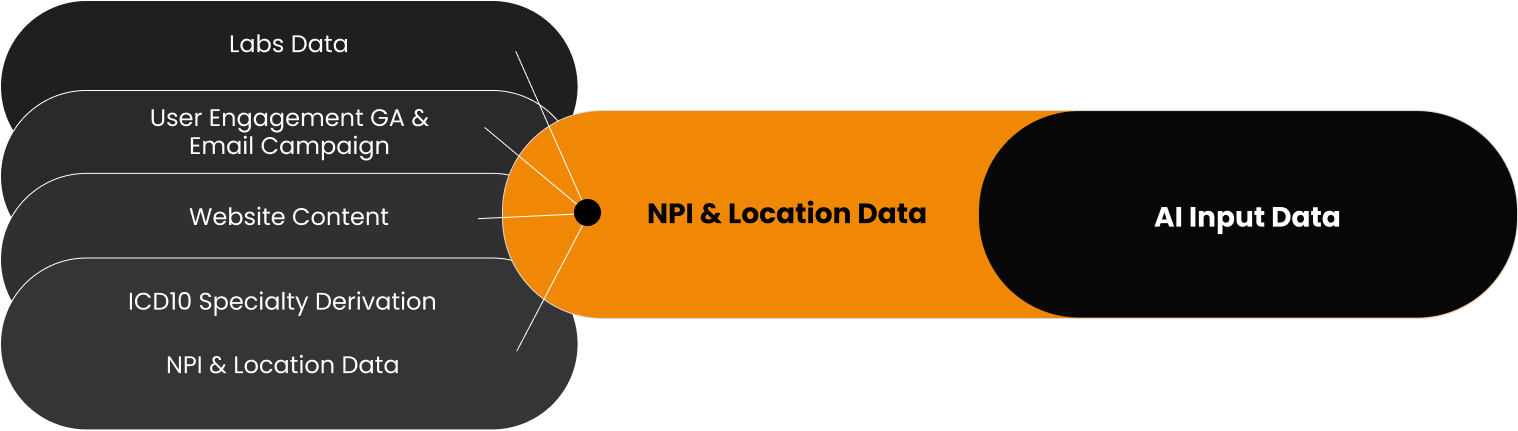 Labs Data
User Engagement GA &
Email Campaign
Website Content
ICD10 Specialty Derivation
NPI & Location Data
NPI & Location Data
AI Input Data